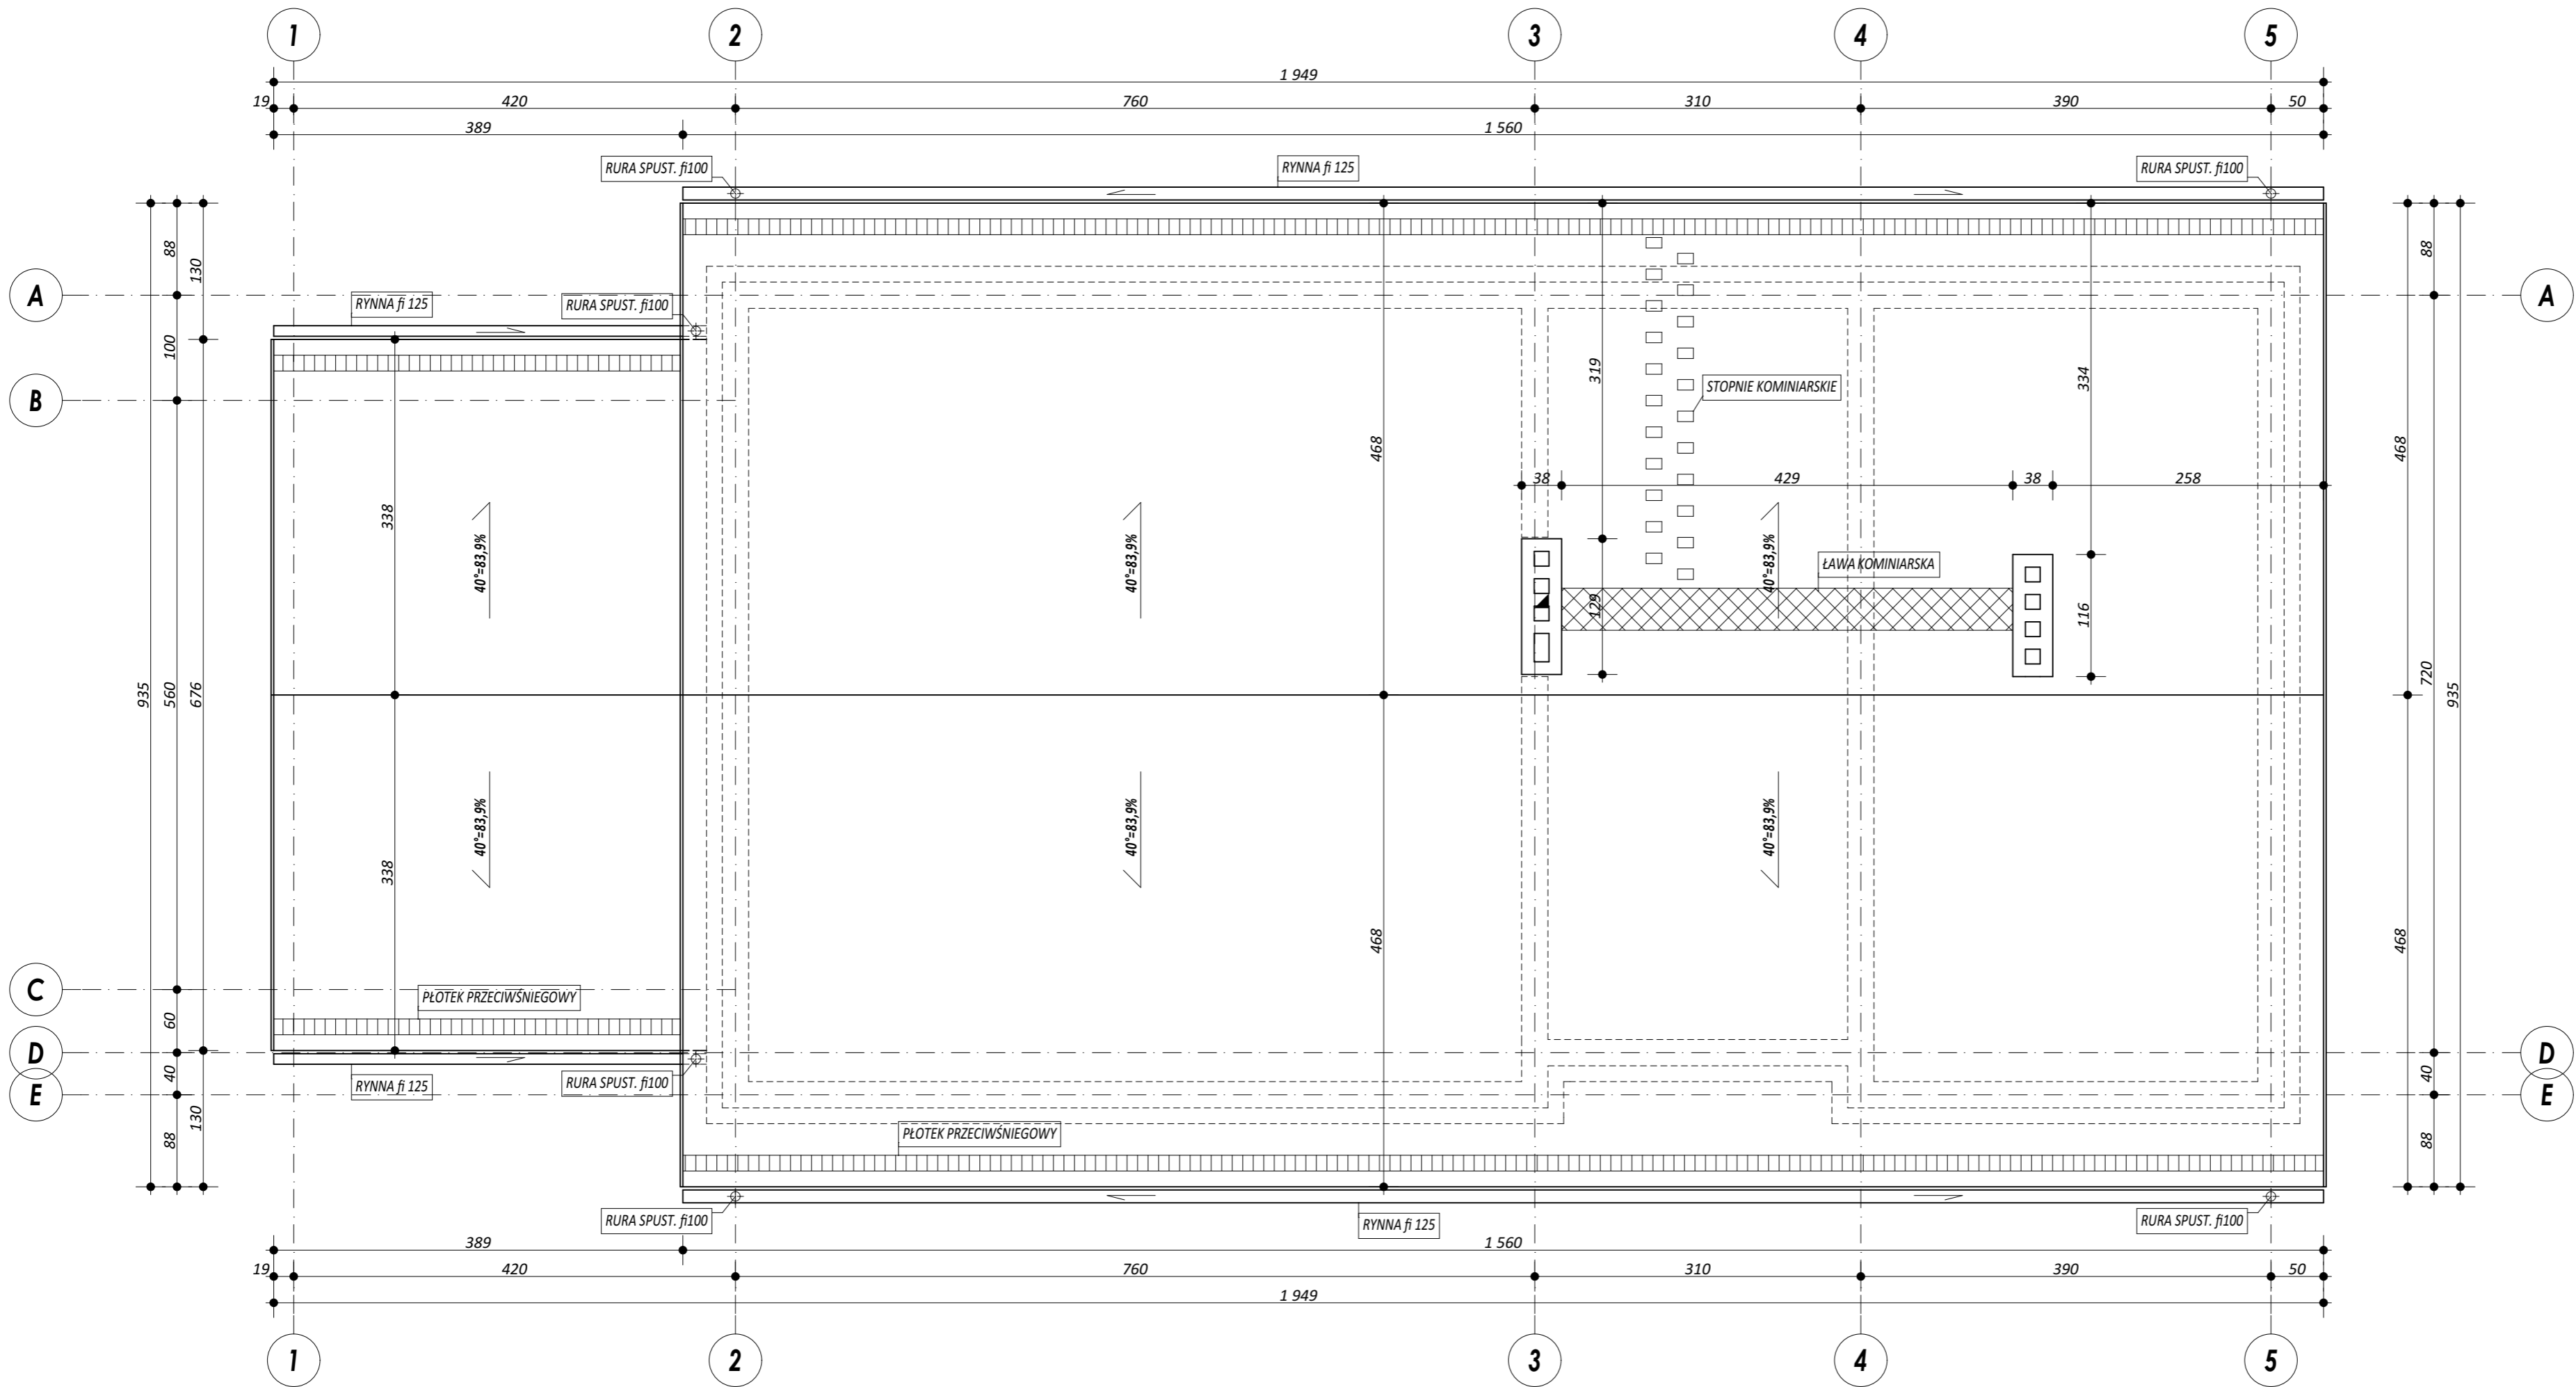 1 2 3 4 5
1 949
19 420 760 310 390 50
389 1 560
RURA SPUST. fi100 RYNNA fi 125 RURA SPUST. fi100
88 130 88
A A
RYNNA fi 125 RURA SPUST. fi100
100 319 334
B STOPNIE KOMINIARSKIE
468 468
38 429 38 258
338
40°=83,9% 40°=83,9% 40°=83,9%
ŁAWA KOMINIARSKA
129 116
935 560 676 720 935
40°=83,9% 40°=83,9% 40°=83,9%
338 468 468
C PŁOTEK PRZECIWŚNIEGOWY
60
D D
40 RYNNA fi 125 RURA SPUST. fi100 40
E E
130
88 PŁOTEK PRZECIWŚNIEGOWY 88
RURA SPUST. fi100 RYNNA fi 125 RURA SPUST. fi100
389 1 560
19 420 760 310 390 50
1 949
1 2 3 4 5